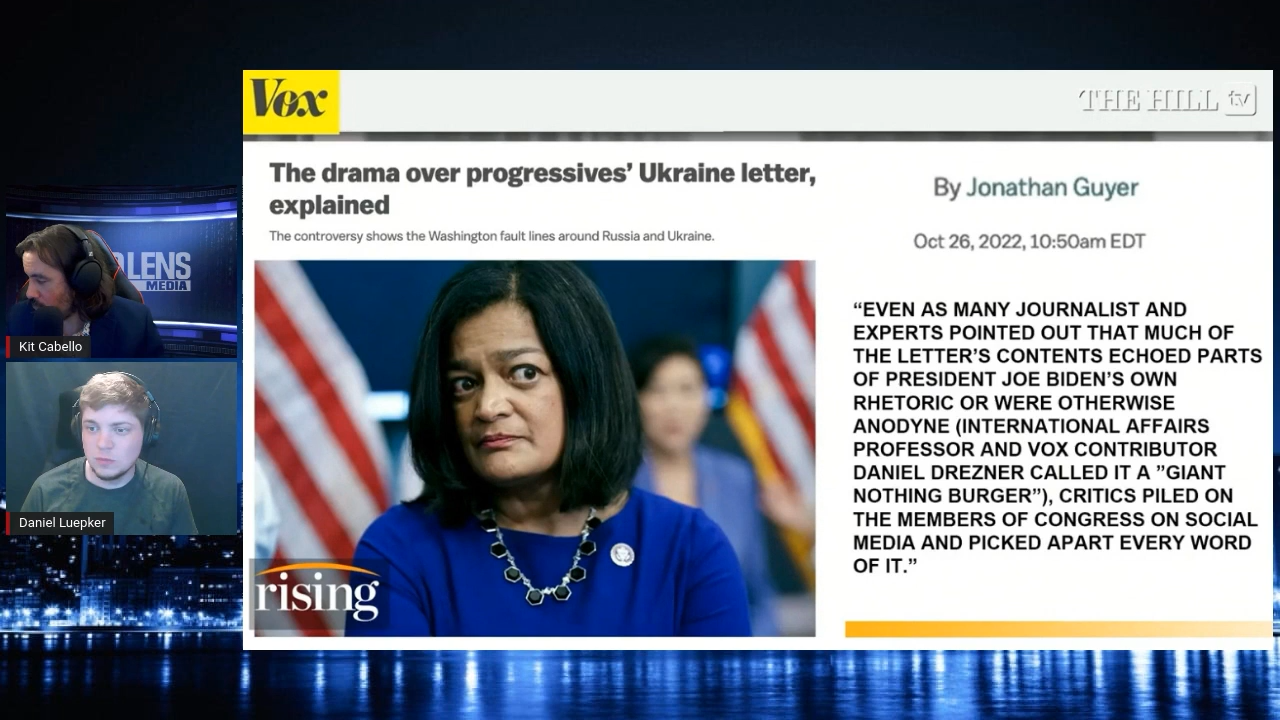 Vox
THE HILL tv
The drama over progressives' Ukraine letter,
explained
The controversy shows the Washington fault lines around Russia and Ukraine.
By Jonathan Guyer
Oct 26, 2022, 10:50am EDT
“EVEN AS MANY JOURNALIST AND
EXPERTS POINTED OUT THAT MUCH OF
THE LETTER’S CONTENTS ECHOED PARTS
OF PRESIDENT JOE BIDEN’S OWN
RHETORIC OR WERE OTHERWISE
ANODYNE (INTERNATIONAL AFFAIRS
PROFESSOR AND VOX CONTRIBUTOR
DANIEL DREZNER CALLED IT A ”GIANT
NOTHING BURGER”), CRITICS PILED ON
THE MEMBERS OF CONGRESS ON SOCIAL
MEDIA AND PICKED APART EVERY WORD
OF IT.”
rising
LENS
MEDIA
Kit Cabello
Daniel Luepker